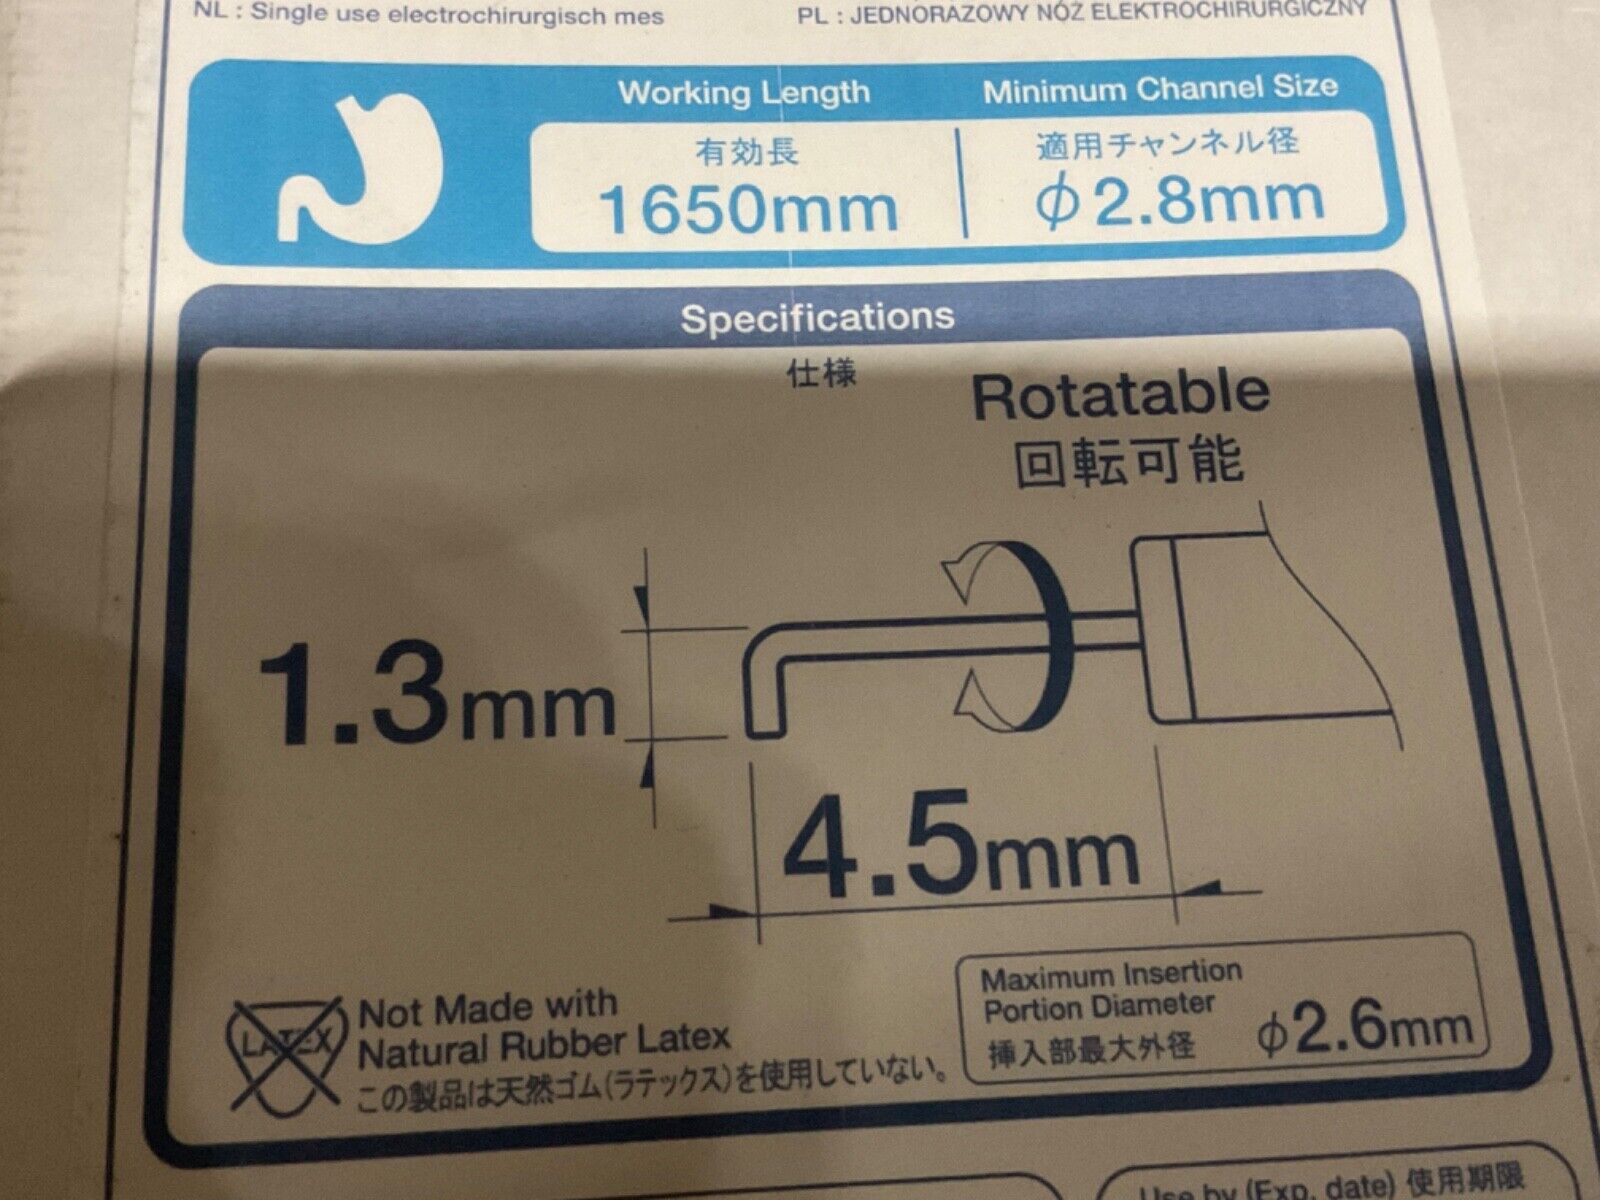 NL : Single use electrochirurgisch mes
PL : JEDNORAZOWY NÓŻ ELEKTROCHIRURGICZNY
Working Length
Minimum Channel Size
有効長
適用チャンネル径
1650mm
φ2.8mm
Specifications
仕様
Rotatable
回転可能
1.3mm
4.5mm
LATEX
Not Made with
Natural Rubber Latex
この製品は天然ゴム(ラテックス)を使用していない。
Maximum Insertion
Portion Diameter
挿入部最大外径
φ2.6mm
Use by (Exp. date) 使用期限